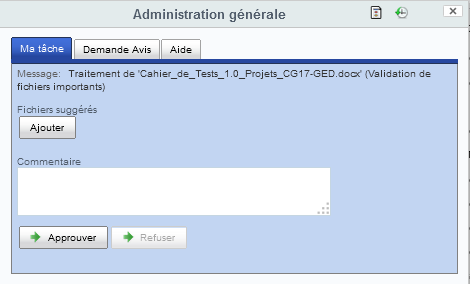 Administration générale
Ma tâche Demande Avis Aide
Message: Traitement de 'Cahier_de_Tests_1.0_Projets_CG17-GED.docx' (Validation de
fichiers importants)
Fichiers suggérés
Ajouter
Commentaire
Approuver Refuser